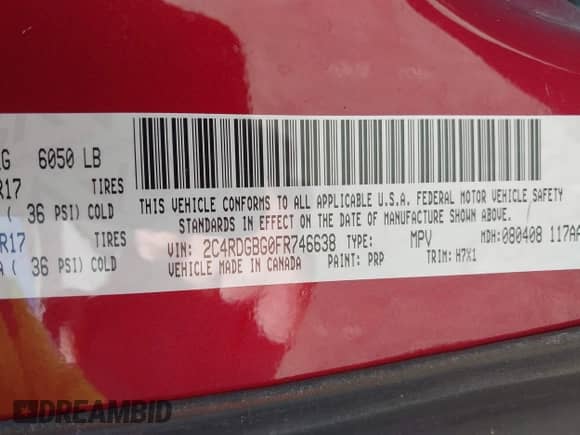 6050 LB
R17 TIRES
( 36 PSI) COLD
R17 TIRES
( 36 PSI) COLD
THIS VEHICLE CONFORMS TO ALL APPLICABLE U.S.A. FEDERAL MOTOR VEHICLE SAFETY
STANDARDS IN EFFECT ON THE DATE OF MANUFACTURE SHOWN ABOVE.
VIN: 2C4RDGBG0FR746638 TYPE: MPV MDH: 080408 117AA
VEHICLE MADE IN CANADA PAINT: PRP TRIM: H7X1
DREAMBID